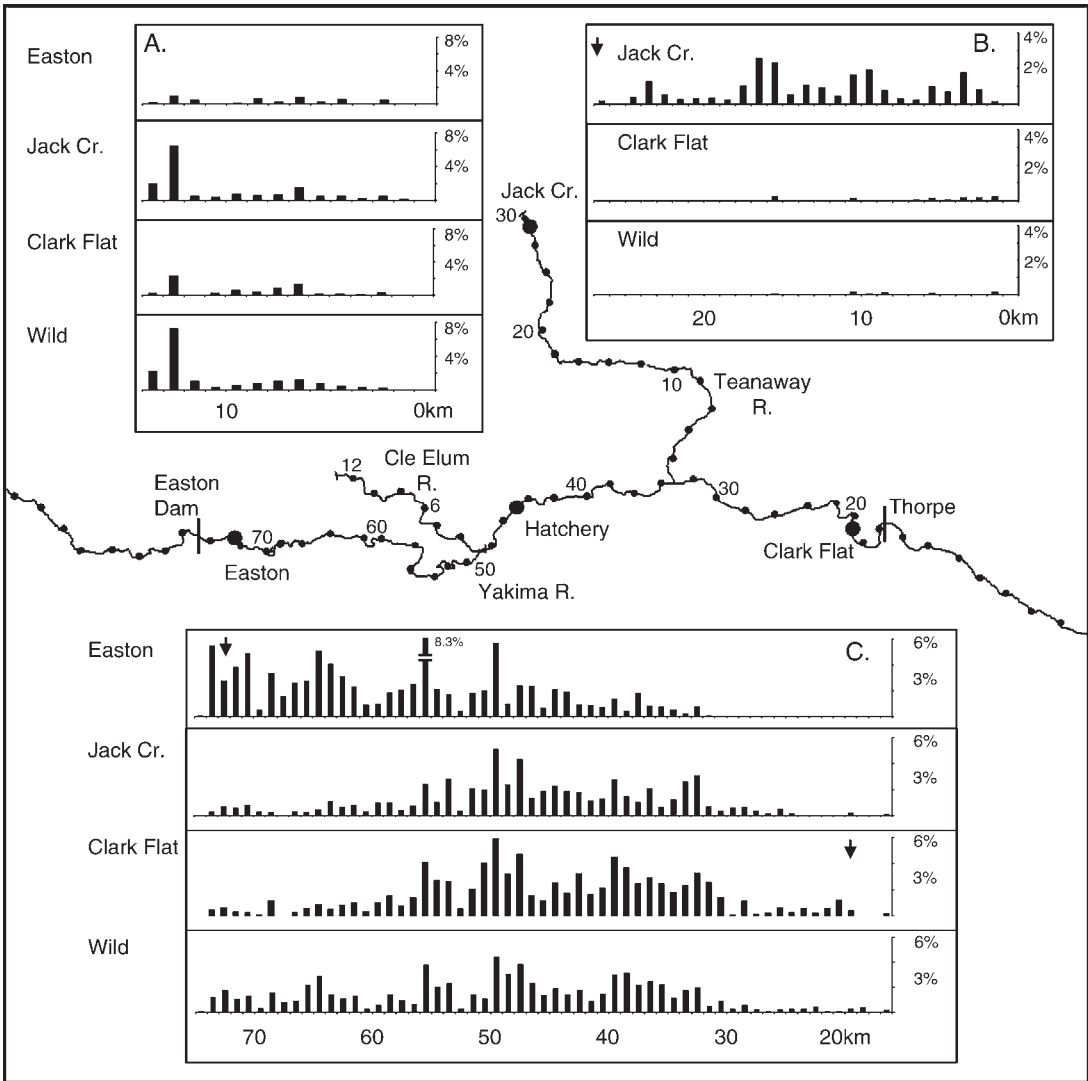 A.
Easton
8%
4%
Jack Cr.
8%
4%
Clark Flat
8%
4%
Wild
8%
4%
10
0km
B.
Jack Cr.
4%
2%
Clark Flat
4%
2%
Wild
4%
2%
20
10
0km
Jack Cr.
30
20
10
Teanaway
R.
Cle Elum
R.
12
6
Easton
Dam
70
Easton
60
50
Yakima R.
Hatchery
40
30
20
Thorpe
Clark Flat
C.
Easton
8.3%
6%
3%
Jack Cr.
6%
3%
Clark Flat
6%
3%
Wild
6%
3%
70
60
50
40
30
20km